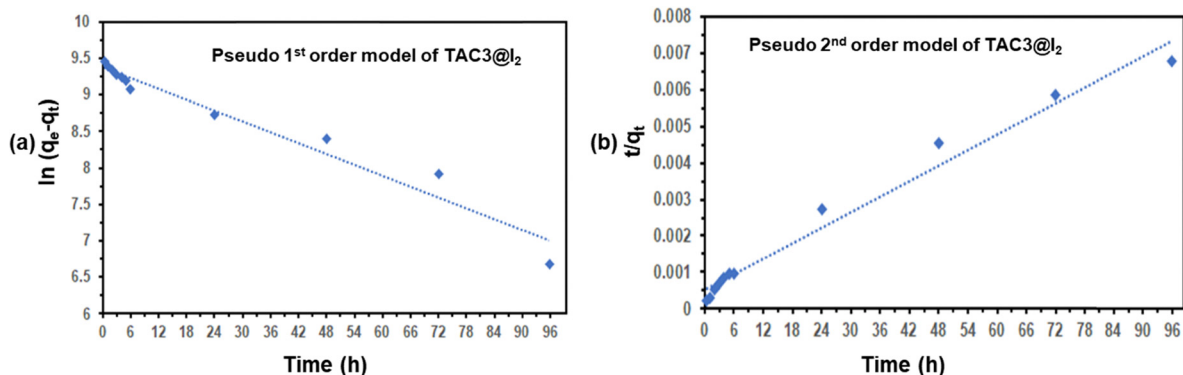 (a)
ln (qₑ-qₜ)
10
9.5
9
8.5
8
7.5
7
6.5
6
Pseudo 1ˢᵗ order model of TAC3@I₂
0 6 12 18 24 30 36 42 48 54 60 66 72 78 84 90 96
Time (h)
(b)
t/qₜ
0.008
0.007
0.006
0.005
0.004
0.003
0.002
0.001
0
Pseudo 2ⁿᵈ order model of TAC3@I₂
0 6 12 18 24 30 36 42 48 54 60 66 72 78 84 90 96
Time (h)